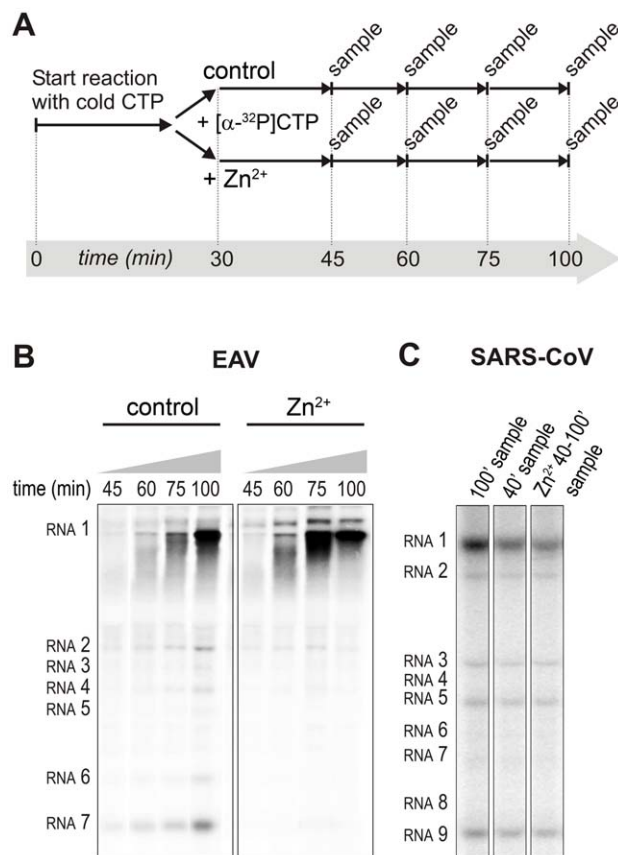 A
Start reaction
with cold CTP
control
+ [α-³²P]CTP
+ Zn²⁺
sample sample sample sample
sample sample sample sample
0 time (min) 30 45 60 75 100
B EAV
control Zn²⁺
time (min) 45 60 75 100 45 60 75 100
RNA 1
RNA 2
RNA 3
RNA 4
RNA 5
RNA 6
RNA 7
C SARS-CoV
100' sample
40' sample
Zn²⁺ 40-100'
sample
RNA 1
RNA 2
RNA 3
RNA 4
RNA 5
RNA 6
RNA 7
RNA 8
RNA 9